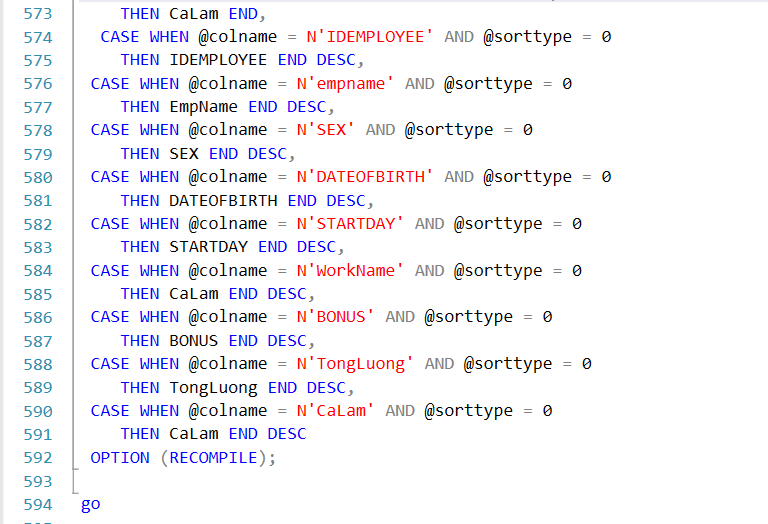 573 THEN CaLam END,
574 CASE WHEN @colname = N'IDEMPLOYEE' AND @sorttype = 0
575 THEN IDEMPLOYEE END DESC,
576 CASE WHEN @colname = N'empname' AND @sorttype = 0
577 THEN EmpName END DESC,
578 CASE WHEN @colname = N'SEX' AND @sorttype = 0
579 THEN SEX END DESC,
580 CASE WHEN @colname = N'DATEOFBIRTH' AND @sorttype = 0
581 THEN DATEOFBIRTH END DESC,
582 CASE WHEN @colname = N'STARTDAY' AND @sorttype = 0
583 THEN STARTDAY END DESC,
584 CASE WHEN @colname = N'WorkName' AND @sorttype = 0
585 THEN CaLam END DESC,
586 CASE WHEN @colname = N'BONUS' AND @sorttype = 0
587 THEN BONUS END DESC,
588 CASE WHEN @colname = N'TongLuong' AND @sorttype = 0
589 THEN TongLuong END DESC,
590 CASE WHEN @colname = N'CaLam' AND @sorttype = 0
591 THEN CaLam END DESC
592 OPTION (RECOMPILE);
593
594 go